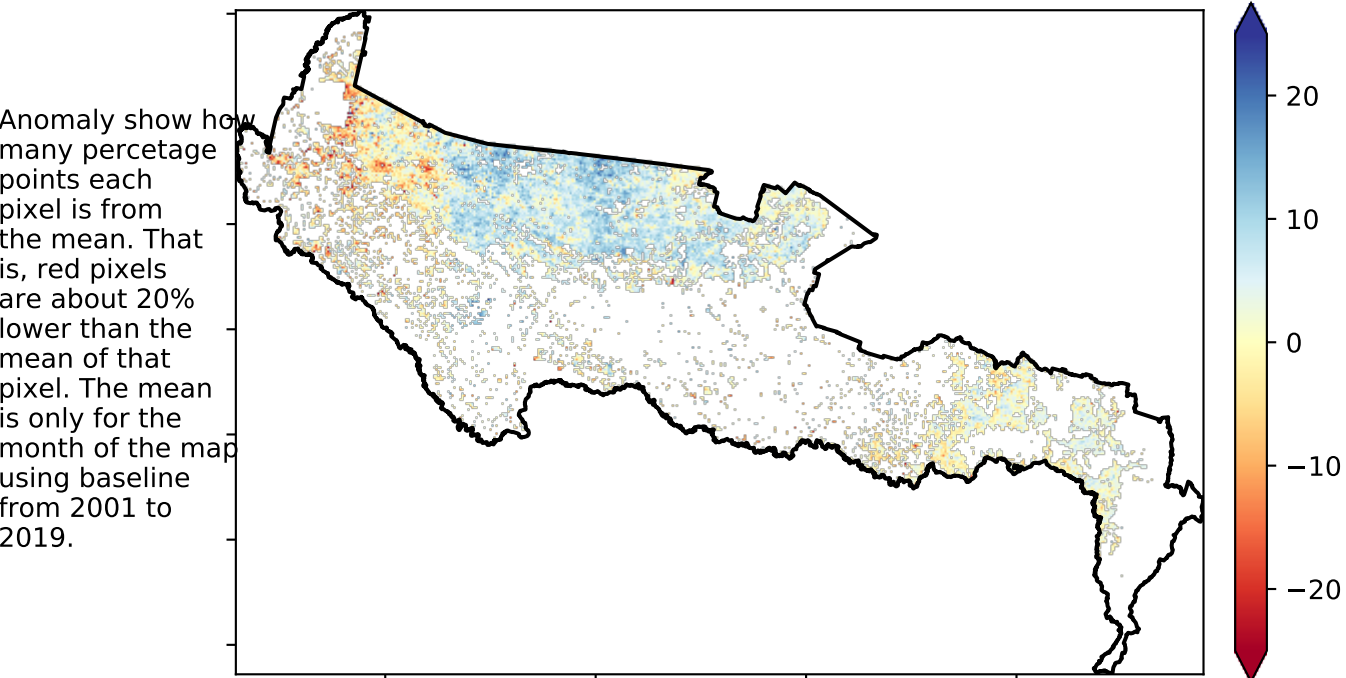 Anomaly show how
many percetage
points each
pixel is from
the mean. That
is, red pixels
are about 20%
lower than the
mean of that
pixel. The mean
is only for the
month of the map
using baseline
from 2001 to
2019.
20
10
0
−10
−20